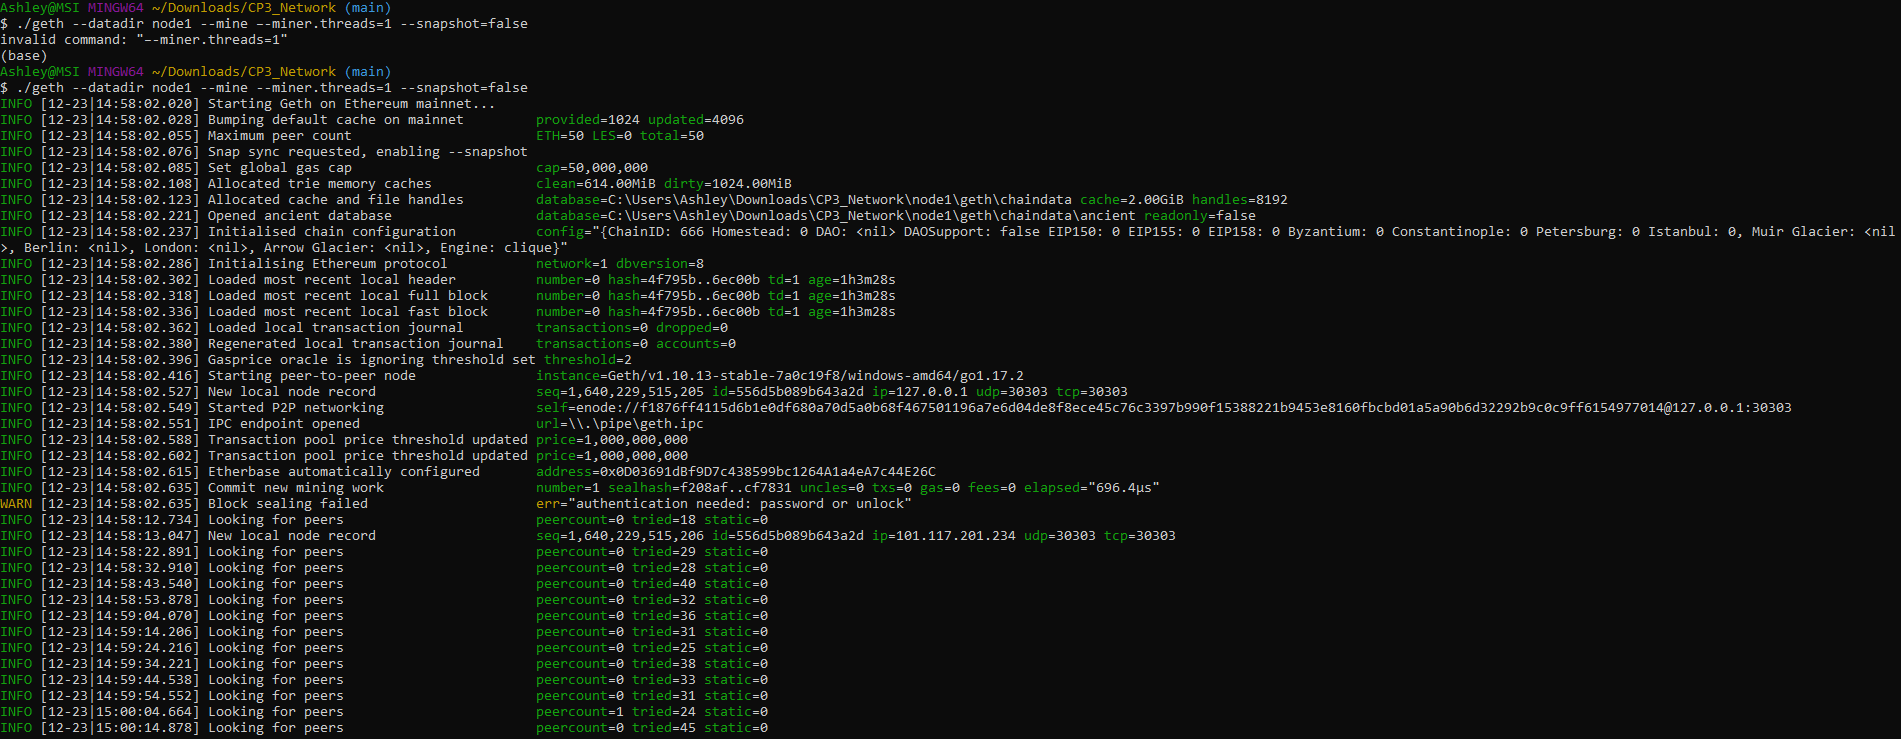 Ashley@MSI MINGW64 ~/Downloads/CP3_Network (main)
$ ./geth --datadir node1 --mine --miner.threads=1 --snapshot=false
invalid command: "--miner.threads=1"
(base)
Ashley@MSI MINGW64 ~/Downloads/CP3_Network (main)
$ ./geth --datadir node1 --mine --miner.threads=1 --snapshot=false
INFO [12-23|14:58:02.020] Starting Geth on Ethereum mainnet...
INFO [12-23|14:58:02.028] Bumping default cache on mainnet         provided=1024 updated=4096
INFO [12-23|14:58:02.055] Maximum peer count                       ETH=50 LES=0 total=50
INFO [12-23|14:58:02.076] Snap sync requested, enabling --snapshot
INFO [12-23|14:58:02.085] Set global gas cap                       cap=50,000,000
INFO [12-23|14:58:02.108] Allocated trie memory caches             clean=614.00MiB dirty=1024.00MiB
INFO [12-23|14:58:02.123] Allocated cache and file handles         database=C:\Users\Ashley\Downloads\CP3_Network\node1\geth\chaindata cache=2.00GiB handles=8192
INFO [12-23|14:58:02.221] Opened ancient database                  database=C:\Users\Ashley\Downloads\CP3_Network\node1\geth\chaindata\ancient readonly=false
INFO [12-23|14:58:02.237] Initialised chain configuration          config="{ChainID: 666 Homestead: 0 DAO: <nil> DAOSupport: false EIP150: 0 EIP155: 0 EIP158: 0 Byzantium: 0 Constantinople: 0 Petersburg: 0 Istanbul: 0, Muir Glacier: <nil
>, Berlin: <nil>, London: <nil>, Arrow Glacier: <nil>, Engine: clique}"
INFO [12-23|14:58:02.286] Initialising Ethereum protocol           network=1 dbversion=8
INFO [12-23|14:58:02.302] Loaded most recent local header          number=0 hash=4f795b..6ec00b td=1 age=1h3m28s
INFO [12-23|14:58:02.318] Loaded most recent local full block      number=0 hash=4f795b..6ec00b td=1 age=1h3m28s
INFO [12-23|14:58:02.336] Loaded most recent local fast block      number=0 hash=4f795b..6ec00b td=1 age=1h3m28s
INFO [12-23|14:58:02.362] Loaded local transaction journal         transactions=0 dropped=0
INFO [12-23|14:58:02.380] Regenerated local transaction journal    transactions=0 accounts=0
INFO [12-23|14:58:02.396] Gasprice oracle is ignoring threshold set threshold=2
INFO [12-23|14:58:02.416] Starting peer-to-peer node               instance=Geth/v1.10.13-stable-7a0c19f8/windows-amd64/go1.17.2
INFO [12-23|14:58:02.527] New local node record                    seq=1,640,229,515,205 id=556d5b089b643a2d ip=127.0.0.1 udp=30303 tcp=30303
INFO [12-23|14:58:02.549] Started P2P networking                   self=enode://f1876ff4115d6b1e0df680a70d5a0b68f467501196a7e6d04de8f8ece45c76c3397b990f15388221b9453e8160fbcbd01a5a90b6d32292b9c0c9ff6154977014@127.0.0.1:30303
INFO [12-23|14:58:02.551] IPC endpoint opened                      url=\\.\pipe\geth.ipc
INFO [12-23|14:58:02.588] Transaction pool price threshold updated price=1,000,000,000
INFO [12-23|14:58:02.602] Transaction pool price threshold updated price=1,000,000,000
INFO [12-23|14:58:02.615] Etherbase automatically configured       address=0x0D03691dBf9D7c438599bc1264A1a4eA7c44E26C
INFO [12-23|14:58:02.635] Commit new mining work                   number=1 sealhash=f208af..cf7831 uncles=0 txs=0 gas=0 fees=0 elapsed="696.4µs"
WARN [12-23|14:58:02.635] Block sealing failed                     err="authentication needed: password or unlock"
INFO [12-23|14:58:12.734] Looking for peers                        peercount=0 tried=18 static=0
INFO [12-23|14:58:13.047] New local node record                    seq=1,640,229,515,206 id=556d5b089b643a2d ip=101.117.201.234 udp=30303 tcp=30303
INFO [12-23|14:58:22.891] Looking for peers                        peercount=0 tried=29 static=0
INFO [12-23|14:58:32.910] Looking for peers                        peercount=0 tried=28 static=0
INFO [12-23|14:58:43.540] Looking for peers                        peercount=0 tried=40 static=0
INFO [12-23|14:58:53.878] Looking for peers                        peercount=0 tried=32 static=0
INFO [12-23|14:59:04.070] Looking for peers                        peercount=0 tried=36 static=0
INFO [12-23|14:59:14.206] Looking for peers                        peercount=0 tried=31 static=0
INFO [12-23|14:59:24.216] Looking for peers                        peercount=0 tried=25 static=0
INFO [12-23|14:59:34.221] Looking for peers                        peercount=0 tried=38 static=0
INFO [12-23|14:59:44.538] Looking for peers                        peercount=0 tried=33 static=0
INFO [12-23|14:59:54.552] Looking for peers                        peercount=0 tried=31 static=0
INFO [12-23|15:00:04.664] Looking for peers                        peercount=1 tried=24 static=0
INFO [12-23|15:00:14.878] Looking for peers                        peercount=0 tried=45 static=0